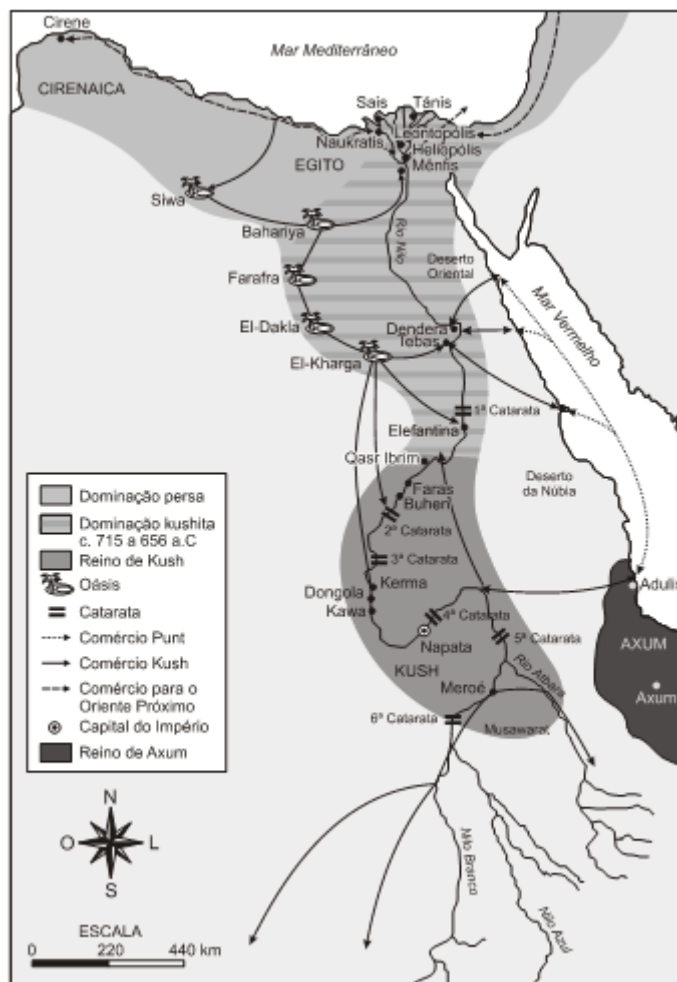 Cirene
Mar Mediterrâneo
CIRENAICA
Sais
Tânis
Naukratis
Leontopólis
Heliopólis
Mênfis
EGITO
Siwa
Bahariya
Rio Nilo
Deserto
Oriental
Mar Vermelho
Farafra
El-Dakla
El-Kharga
Dendera
Tebas
1ª Catarata
Elefantina
Qasr Ibrim
Deserto
da Núbia
Faras
Buhen
2ª Catarata
3ª Catarata
Kerma
Dongola
Kawa
4ª Catarata
Napata
5ª Catarata
Adulis
AXUM
Axum
KUSH
Rio Atbara
Meroé
6ª Catarata
Musawarat
Nilo Branco
Nilo Azul
Dominação persa
Dominação kushita
c. 715 a 656 a.C
Reino de Kush
Oásis
Catarata
Comércio Punt
Comércio Kush
Comércio para o
Oriente Próximo
Capital do Império
Reino de Axum
N
O
L
S
ESCALA
0 220 440 km